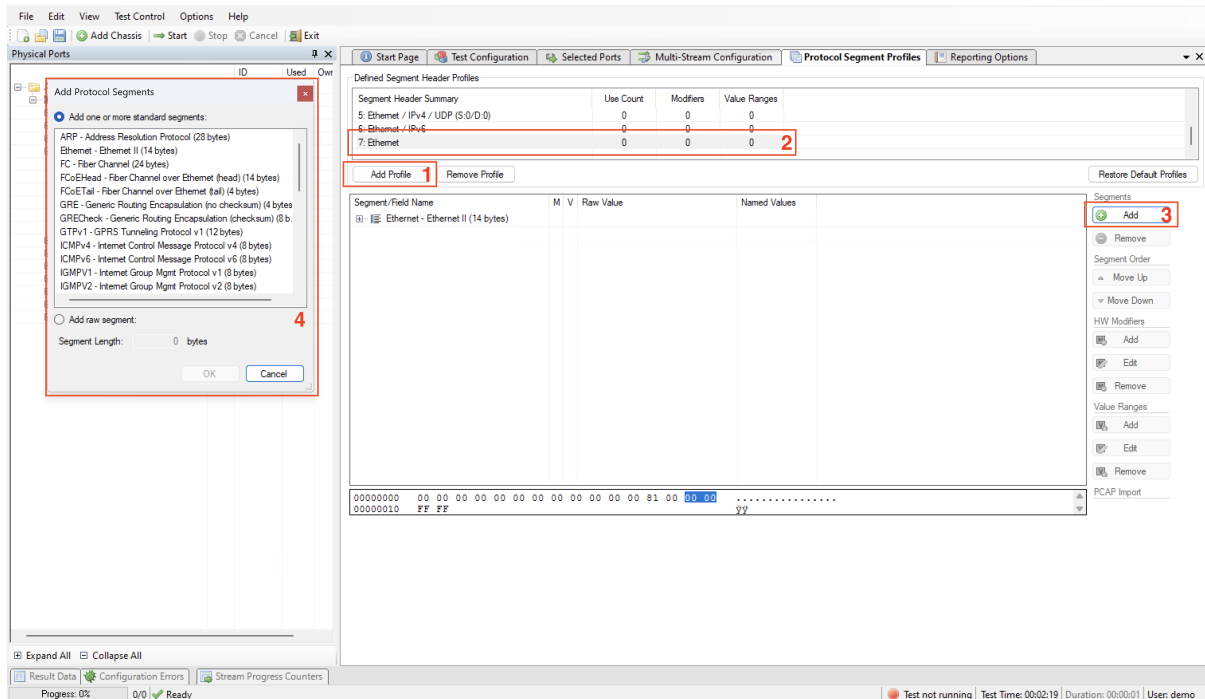 File Edit View Test Control Options Help
Add Chassis Start Stop Cancel Exit
Physical Ports
ID Used Own
Add Protocol Segments
Add one or more standard segments:
ARP - Address Resolution Protocol (28 bytes)
Ethernet - Ethernet II (14 bytes)
FC - Fiber Channel (24 bytes)
FCoEHead - Fiber Channel over Ethernet (head) (14 bytes)
FCoETail - Fiber Channel over Ethernet (tail) (4 bytes)
GRE - Generic Routing Encapsulation (no checksum) (4 bytes
GRECheck - Generic Routing Encapsulation (checksum) (8 b.
GTPv1 - GPRS Tunneling Protocol v1 (12 bytes)
ICMPv4 - Internet Control Message Protocol v4 (8 bytes)
ICMPv6 - Internet Control Message Protocol v6 (8 bytes)
IGMPV1 - Internet Group Mgmt Protocol v1 (8 bytes)
IGMPV2 - Internet Group Mgmt Protocol v2 (8 bytes)
Add raw segment:
4
Segment Length: 0 bytes
OK Cancel
Expand All Collapse All
Start Page Test Configuration Selected Ports Multi-Stream Configuration Protocol Segment Profiles Reporting Options
Defined Segment Header Profiles
Segment Header Summary Use Count Modifiers Value Ranges
5: Ethernet / IPv4 / UDP (S:0/D:0) 0 0 0
6: Ethernet / IPv6 0 0 0
7: Ethernet 0 0 0 2
Add Profile 1 Remove Profile Restore Default Profiles
Segment/Field Name M V Raw Value Named Values
Ethernet - Ethernet II (14 bytes)
Segments
Add 3
Remove
Segment Order
Move Up
Move Down
HW Modifiers
Add
Edit
Remove
Value Ranges
Add
Edit
Remove
PCAP Import
00000000 00 00 00 00 00 00 00 00 00 00 00 00 81 00 00 00 ................
00000010 FF FF ÿÿ
Result Data Configuration Errors Stream Progress Counters
Progress: 0% 0/0 Ready Test not running Test Time: 00:02:19 Duration: 00:00:01 User: demo